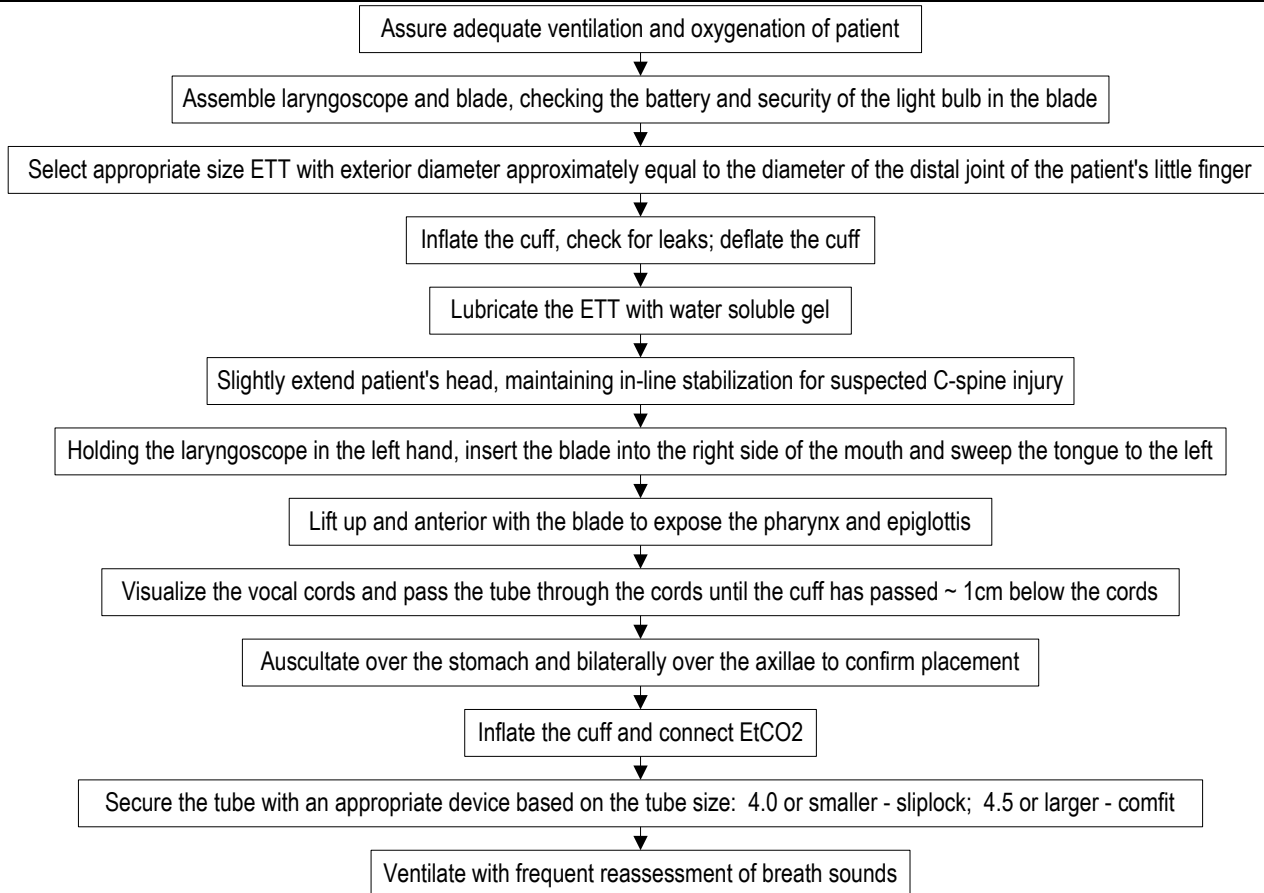 Assure adequate ventilation and oxygenation of patient
Assemble laryngoscope and blade, checking the battery and security of the light bulb in the blade
Select appropriate size ETT with exterior diameter approximately equal to the diameter of the distal joint of the patient's little finger
Inflate the cuff, check for leaks; deflate the cuff
Lubricate the ETT with water soluble gel
Slightly extend patient's head, maintaining in-line stabilization for suspected C-spine injury
Holding the laryngoscope in the left hand, insert the blade into the right side of the mouth and sweep the tongue to the left
Lift up and anterior with the blade to expose the pharynx and epiglottis
Visualize the vocal cords and pass the tube through the cords until the cuff has passed ~ 1cm below the cords
Auscultate over the stomach and bilaterally over the axillae to confirm placement
Inflate the cuff and connect EtCO2
Secure the tube with an appropriate device based on the tube size:  4.0 or smaller - sliplock;  4.5 or larger - comfit
Ventilate with frequent reassessment of breath sounds